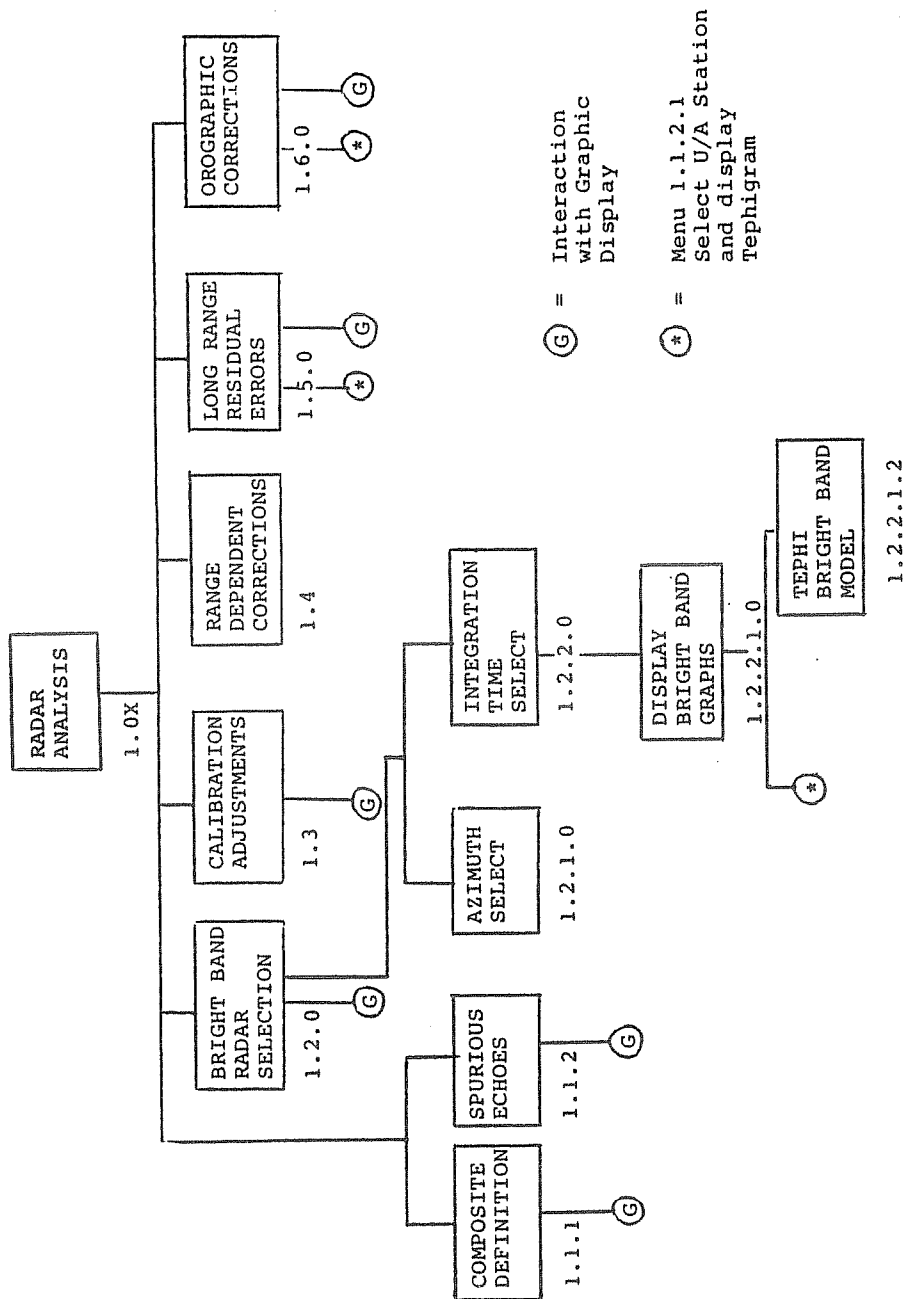 RADAR
ANALYSIS
1.0X
BRIGHT BAND
RADAR
SELECTION
1.2.0
G
CALIBRATION
ADJUSTMENTS
1.3
G
RANGE
DEPENDENT
CORRECTIONS
1.4
LONG RANGE
RESIDUAL
ERRORS
1.5.0
*
G
OROGRAPHIC
CORRECTIONS
1.6.0
*
G
COMPOSITE
DEFINITION
1.1.1
G
SPURIOUS
ECHOES
1.1.2
G
AZIMUTH
SELECT
1.2.1.0
INTEGRATION
TIME
SELECT
1.2.2.0
DISPLAY
BRIGHT BAND
GRAPHS
1.2.2.1.0
*
TEPHI
BRIGHT BAND
MODEL
1.2.2.1.2
G = Interaction
with Graphic
Display
* = Menu 1.1.2.1
Select U/A Station
and display
Tephigram